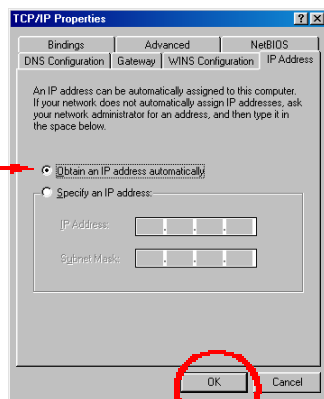 TCP/IP Properties
Bindings Advanced NetBIOS
DNS Configuration Gateway WINS Configuration IP Address
An IP address can be automatically assigned to this computer.
If your network does not automatically assign IP addresses, ask
your network administrator for an address, and then type it in
the space below.
Obtain an IP address automatically
Specify an IP address:
IP Address:
Subnet Mask:
OK Cancel